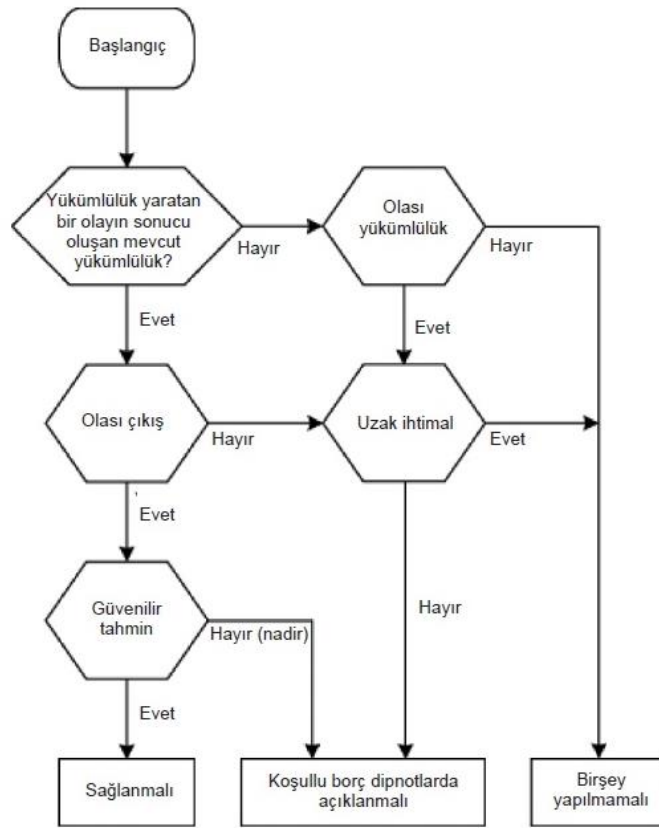 Başlangıç
Yükümlülük yaratan
bir olayın sonucu
oluşan mevcut
yükümlülük?
Hayır
Olası
yükümlülük
Hayır
Evet
Evet
Olası çıkış
Hayır
Uzak ihtimal
Evet
Evet
Güvenilir
tahmin
Hayır (nadir)
Hayır
Evet
Sağlanmalı
Koşullu borç dipnotlarda
açıklanmalı
Birşey
yapılmamalı